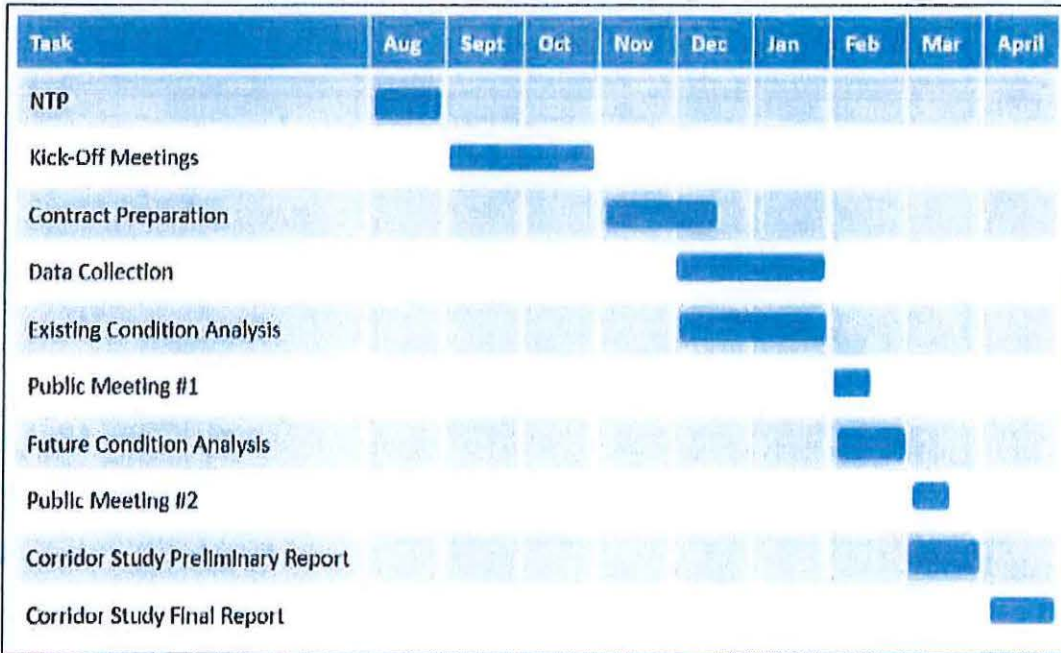 Task Aug Sept Oct Nov Dec Jan Feb Mar April
NTP
Kick-Off Meetings
Contract Preparation
Data Collection
Existing Condition Analysis
Public Meeting #1
Future Condition Analysis
Public Meeting #2
Corridor Study Preliminary Report
Corridor Study Final Report